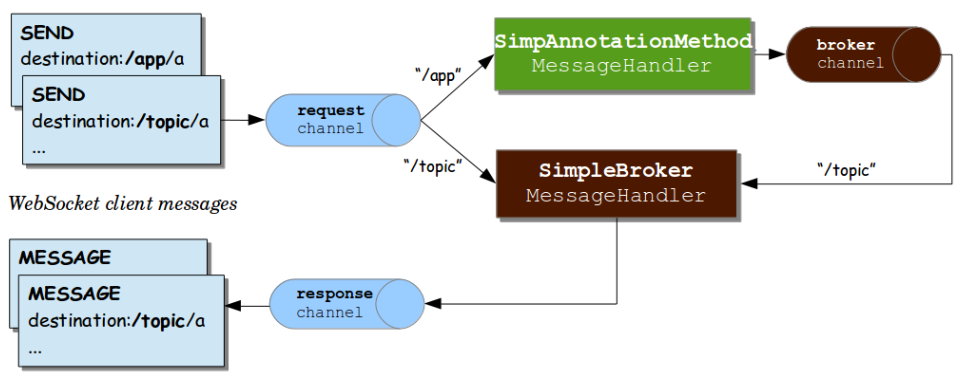 SEND
destination:/app/a
SEND
destination:/topic/a
...
request
channel
"/app"
"/topic"
SimpAnnotationMethod
MessageHandler
broker
channel
SimpleBroker
MessageHandler
"/topic"
WebSocket client messages
MESSAGE
MESSAGE
destination:/topic/a
...
response
channel